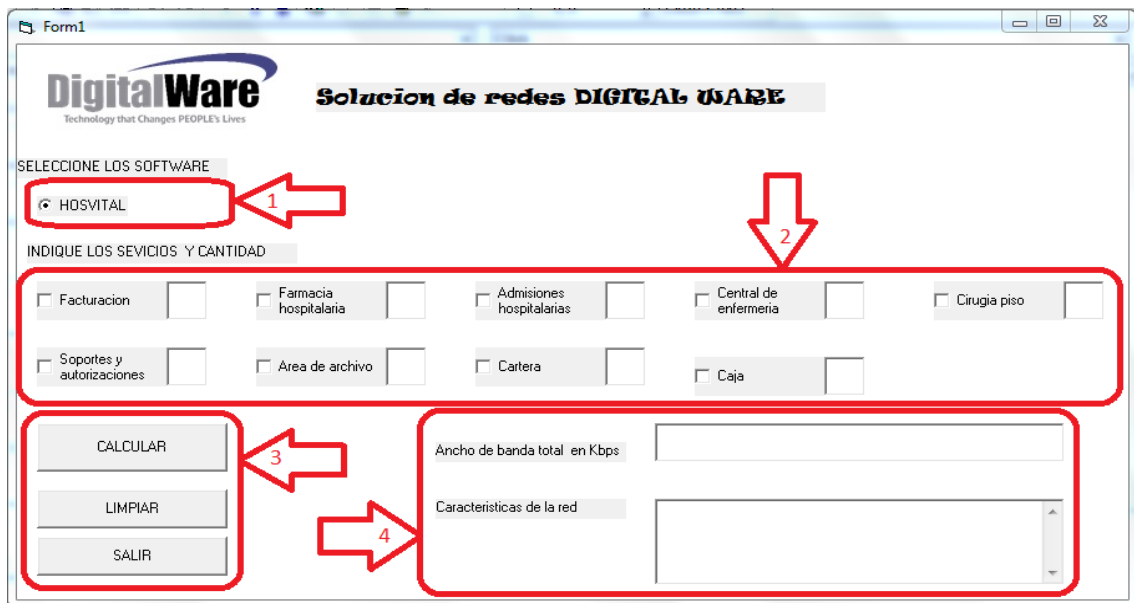 Form1
DigitalWare
Technology that Changes PEOPLE's Lives
Solucion de redes DIGITAL WARE
SELECCIONE LOS SOFTWARE
HOSVITAL
1
INDIQUE LOS SEVICIOS Y CANTIDAD
2
Facturacion
Farmacia
hospitalaria
Admisiones
hospitalarias
Central de
enfermeria
Cirugia piso
Soportes y
autorizaciones
Area de archivo
Cartera
Caja
CALCULAR
LIMPIAR
SALIR
3
Ancho de banda total en Kbps
Caracteristicas de la red
4